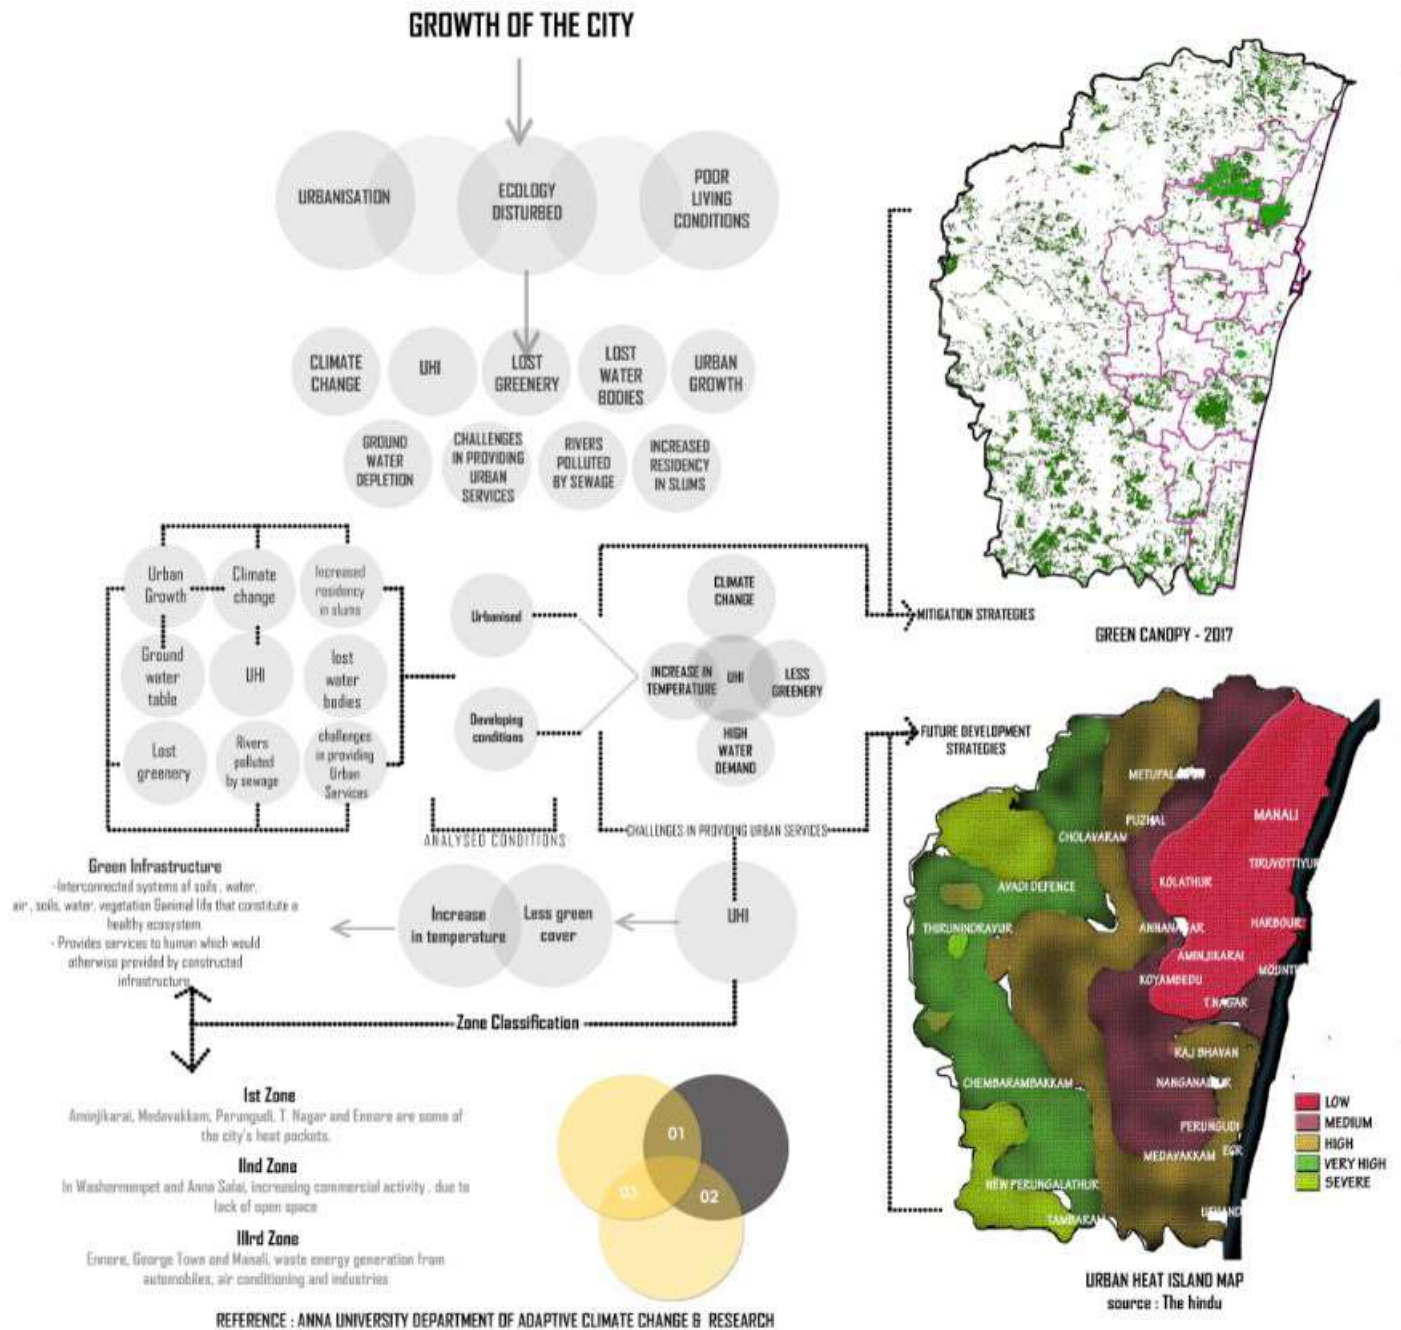 GROWTH OF THE CITY
URBANISATION
ECOLOGY
DISTURBED
POOR
LIVING
CONDITIONS
CLIMATE
CHANGE
UHI
LOST
GREENERY
LOST
WATER
BODIES
URBAN
GROWTH
GROUND
WATER
DEPLETION
CHALLENGES
IN PROVIDING
URBAN
SERVICES
RIVERS
POLLUTED
BY SEWAGE
INCREASED
RESIDENCY
IN SLUMS
Urban
Growth
Climate
change
Increased
residency
in slums
Ground
water
table
UHI
lost
water
bodies
Lost
greenery
Rivers
polluted
by sewage
challenges
in providing
Urban
Services
Urbanised
Developing
conditions
ANALYSED CONDITIONS
CLIMATE
CHANGE
INCREASE IN
TEMPERATURE
UHI
LESS
GREENERY
HIGH
WATER
DEMAND
CHALLENGES IN PROVIDING URBAN SERVICES
MITIGATION STRATEGIES
FUTURE DEVELOPMENT
STRATEGIES
GREEN CANOPY - 2017
Green Infrastructure
-Interconnected systems of soils , water,
air , soils, water, vegetation &animal life that constitute a
healthy ecosystem.
- Provides services to human which would
otherwise provided by constructed
infrastructure
Increase
in temperature
Less green
cover
UHI
Zone Classification
1st Zone
Aminjikarai, Medavakkam, Perungudi, T. Nagar and Ennore are some of
the city's heat pockets.
IInd Zone
In Washermenpet and Anna Salai, increasing commercial activity , due to
lack of open space
IIIrd Zone
Ennore, George Town and Manali, waste energy generation from
automobiles, air conditioning and industries
01
02
03
REFERENCE : ANNA UNIVERSITY DEPARTMENT OF ADAPTIVE CLIMATE CHANGE & RESEARCH
METUPAL
PUZHAL
MANALI
CHOLAVARAM
TIRUVOTTIYUR
KOLATHUR
AVADI DEFENCE
THIRUNINDRAVUR
ANNANAGAR
HARBOUR
AMINJIKARAI
KOYAMBEDU
MOUNT
T.NAGAR
RAJ BHAVAN
CHEMBARAMBAKKAM
PERUNGUDI
MEDAVAKKAM
ECR
NEW PERUNGALATHUR
TAMBARAM
LOW
MEDIUM
HIGH
VERY HIGH
SEVERE
URBAN HEAT ISLAND MAP
source : The hindu